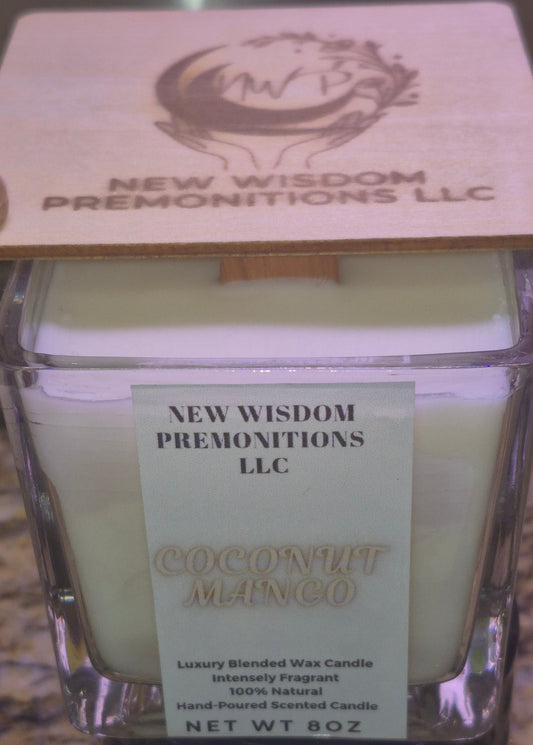 NWP
NEW WISDOM
PREMONITIONS LLC
NEW WISDOM
PREMONITIONS
LLC
COCONUT
MANGO
Luxury Blended Wax Candle
Intensely Fragrant
100% Natural
Hand-Poured Scented Candle
NET WT 8OZ